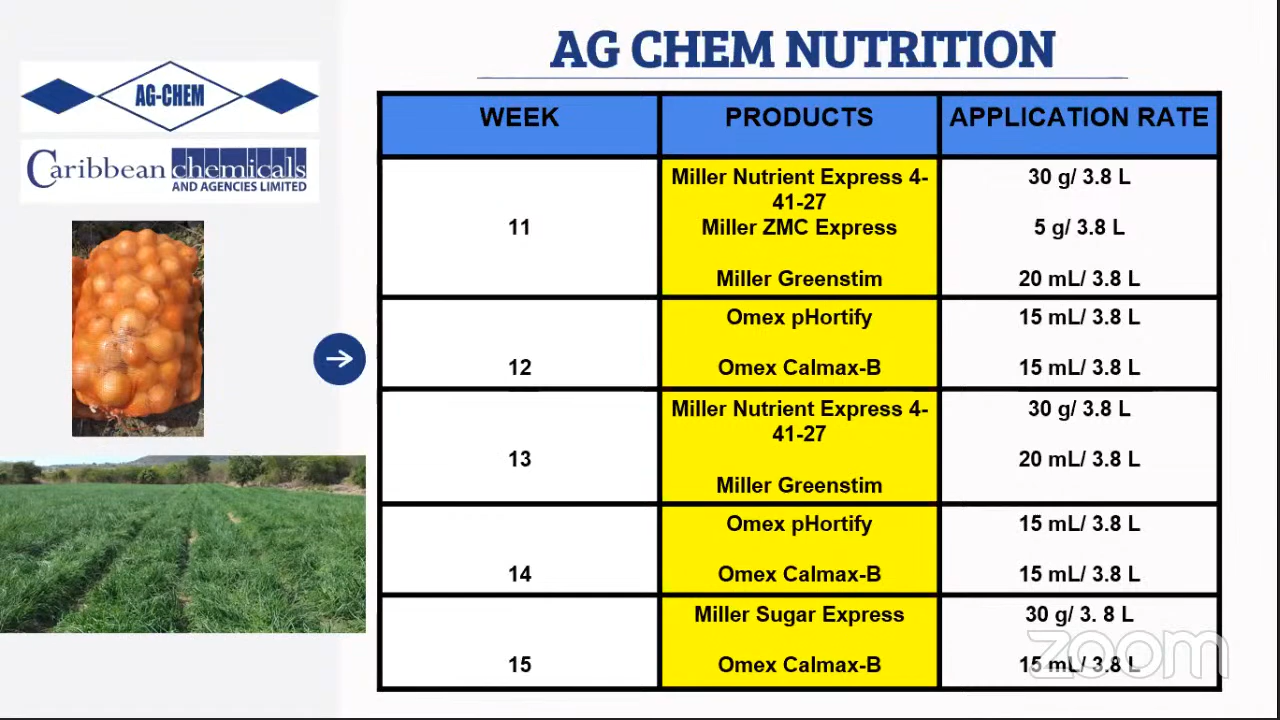 AG CHEM NUTRITION
AG-CHEM
Caribbean chemicals
AND AGENCIES LIMITED
WEEK PRODUCTS APPLICATION RATE
Miller Nutrient Express 4- 30 g/ 3.8 L
41-27
11 Miller ZMC Express 5 g/ 3.8 L
Miller Greenstim 20 mL/ 3.8 L
Omex pHortify 15 mL/ 3.8 L
12 Omex Calmax-B 15 mL/ 3.8 L
Miller Nutrient Express 4- 30 g/ 3.8 L
41-27
13 20 mL/ 3.8 L
Miller Greenstim
Omex pHortify 15 mL/ 3.8 L
14 Omex Calmax-B 15 mL/ 3.8 L
Miller Sugar Express 30 g/ 3. 8 L
15 Omex Calmax-B 15 mL/ 3.8 L
zoom